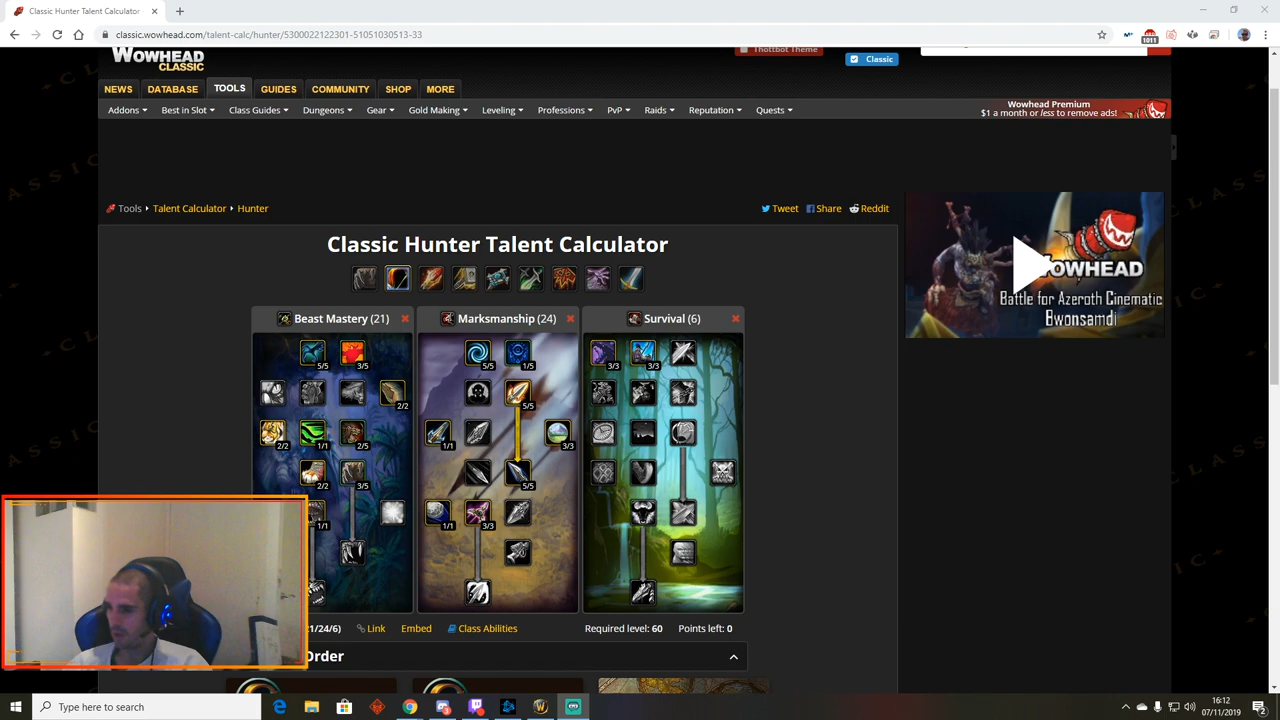 Classic Hunter Talent Calculator
classic.wowhead.com/talent-calc/hunter/5300022122301-51051030513-33
1011
WOWHEAD
CLASSIC
Thottbot Theme
Classic
NEWS DATABASE TOOLS GUIDES COMMUNITY SHOP MORE
Addons Best in Slot Class Guides Dungeons Gear Gold Making Leveling Professions PvP Raids Reputation Quests
Wowhead Premium
$1 a month or less to remove ads!
Tools Talent Calculator Hunter
Tweet Share Reddit
Classic Hunter Talent Calculator
WOWHEAD
Battle for Azeroth Cinematic
Bwonsamdi
Beast Mastery (21) Marksmanship (24) Survival (6)
5/5 3/5 5/5 1/5 3/3 3/3
2/2 5/5
2/2 1/1 2/5 1/1 3/3
2/2 3/5 5/5
1/1 1/1 3/3
21/24/6) Link Embed Class Abilities Required level: 60 Points left: 0
Order
Type here to search
16:12
07/11/2019
2